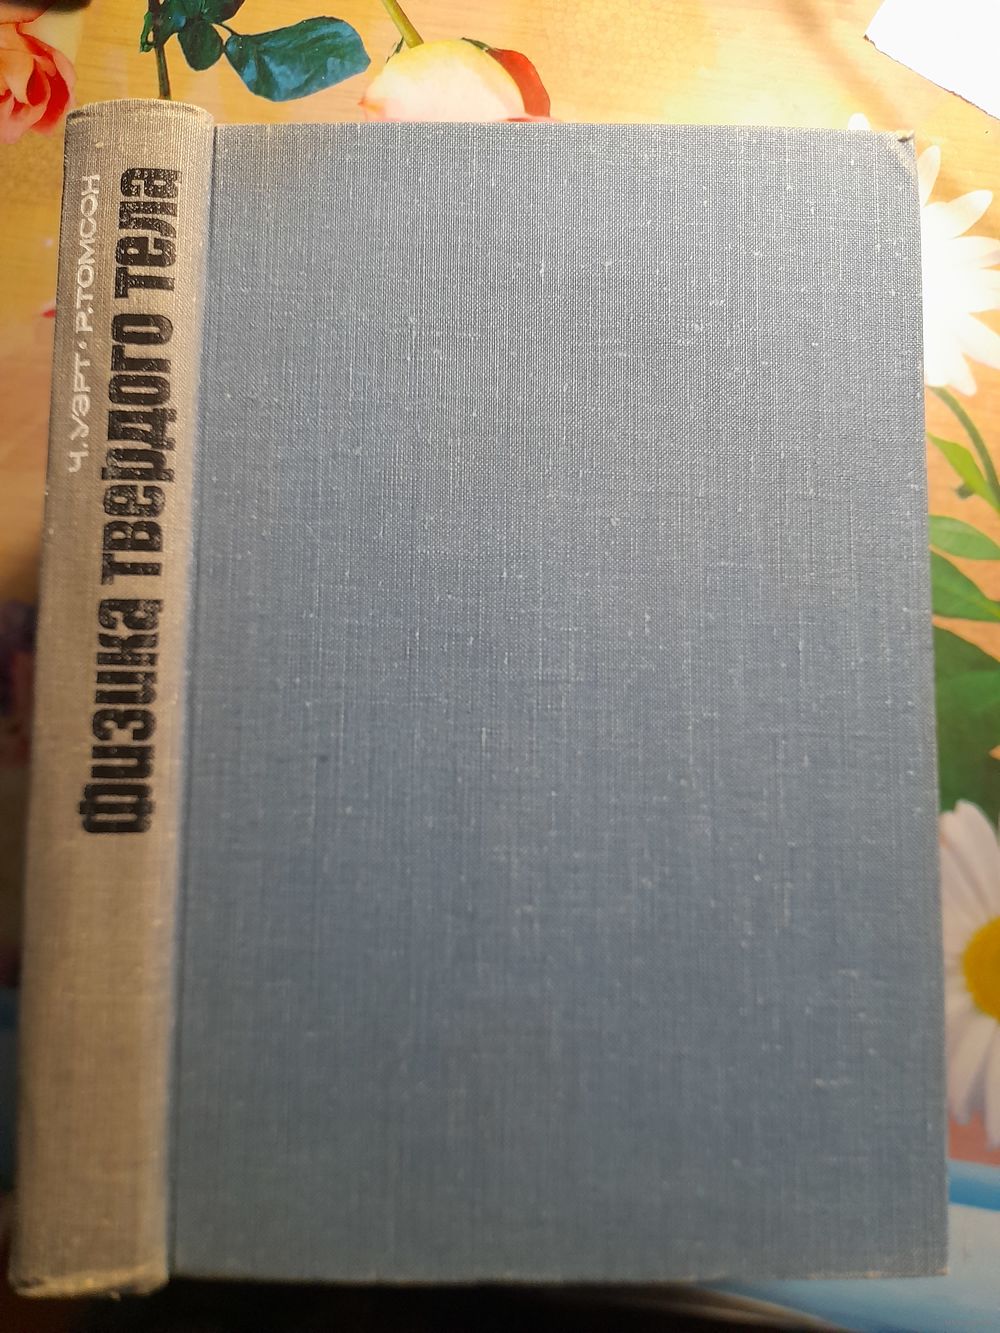 Ч. Уэрт · Р. Томсон
Физика твердого тела